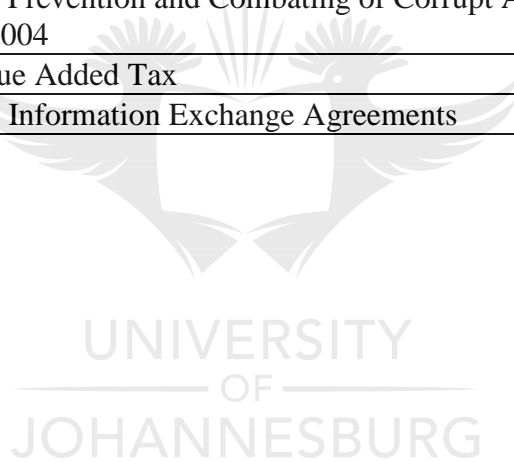 Prevention and Combating of Corrupt A
004
ue Added Tax
Information Exchange Agreements
UNIVERSITY
OF
JOHANNESBURG